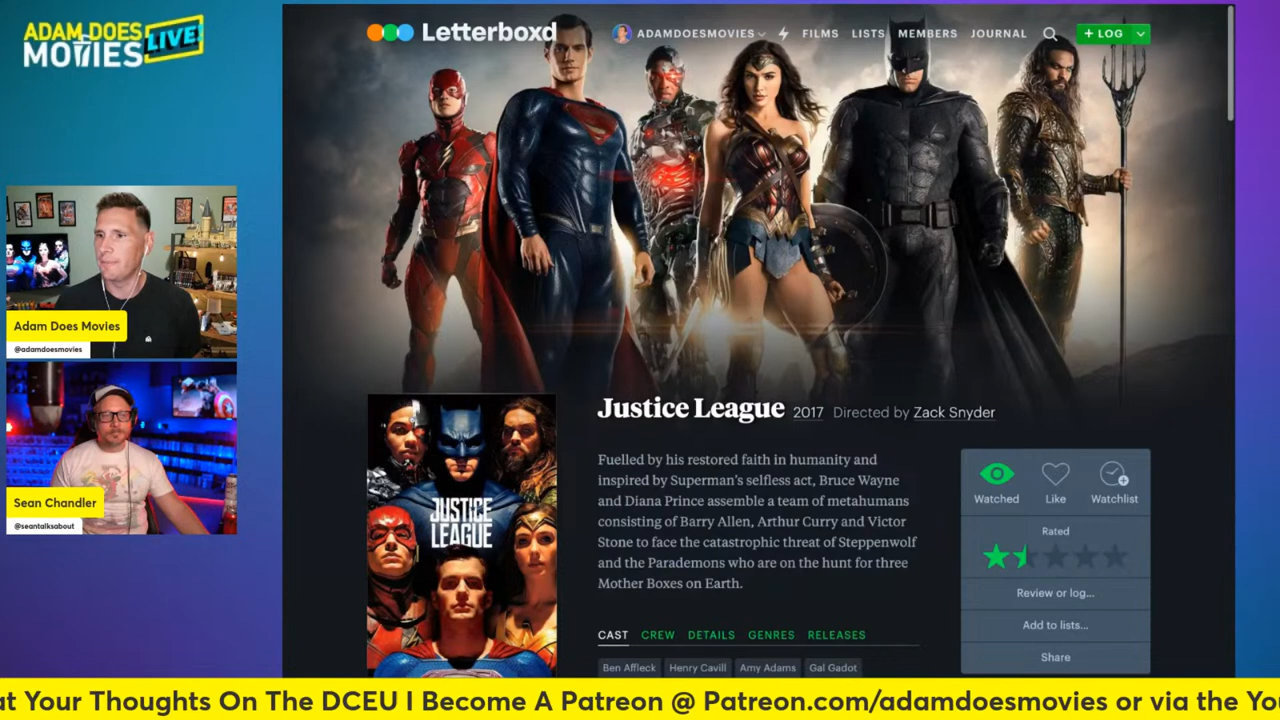 ADAM DOES
MOVIES
LIVE!
Letterboxd
ADAMDOESMOVIES
FILMS
LISTS
MEMBERS
JOURNAL
+ LOG
Adam Does Movies
@adamdoesmovies
Sean Chandler
@seantalksabout
JUSTICE
LEAGUE
Justice League 2017 Directed by Zack Snyder
Fuelled by his restored faith in humanity and
inspired by Superman's selfless act, Bruce Wayne
and Diana Prince assemble a team of metahumans
consisting of Barry Allen, Arthur Curry and Victor
Stone to face the catastrophic threat of Steppenwolf
and the Parademons who are on the hunt for three
Mother Boxes on Earth.
CAST CREW DETAILS GENRES RELEASES
Ben Affleck Henry Cavill Amy Adams Gal Gadot
Watched Like Watchlist
Rated
Review or log...
Add to lists...
Share
at Your Thoughts On The DCEU I Become A Patreon @ Patreon.com/adamdoesmovies or via the Yo